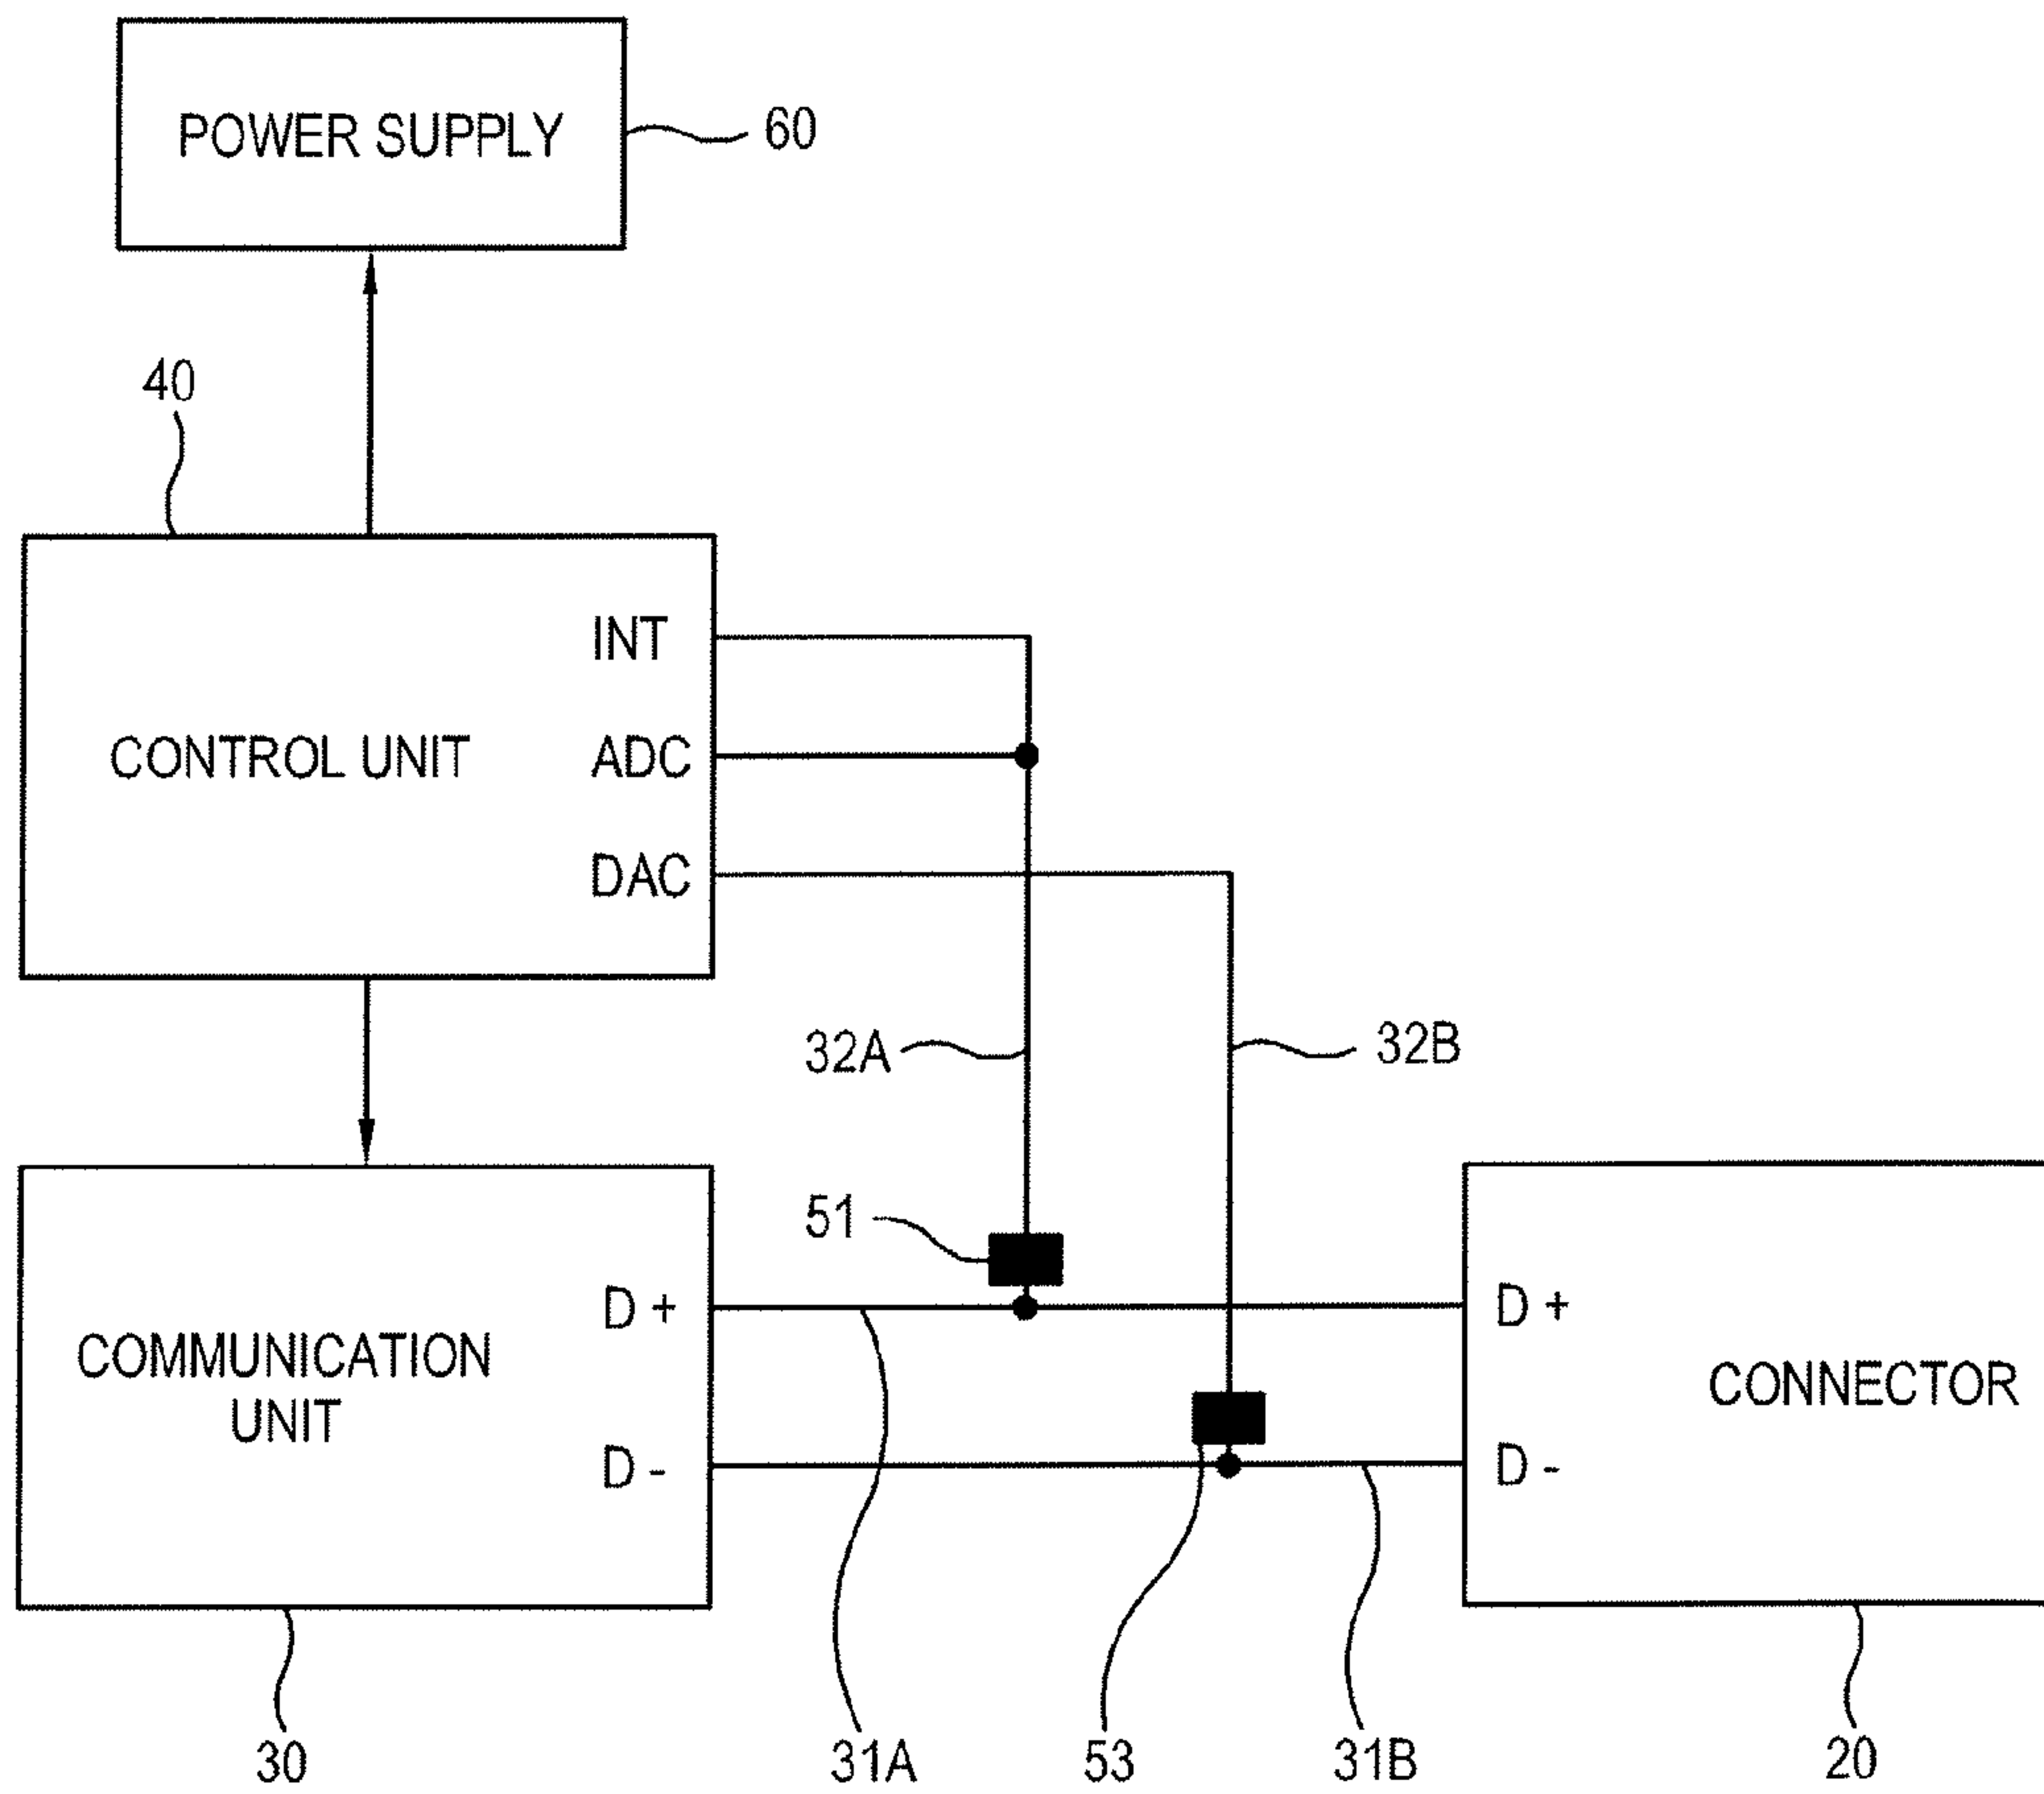 POWER SUPPLY
60
40
INT
CONTROL UNIT
ADC
DAC
32A
32B
51
D +
D +
COMMUNICATION
UNIT
CONNECTOR
D -
D -
30
31A
53
31B
20